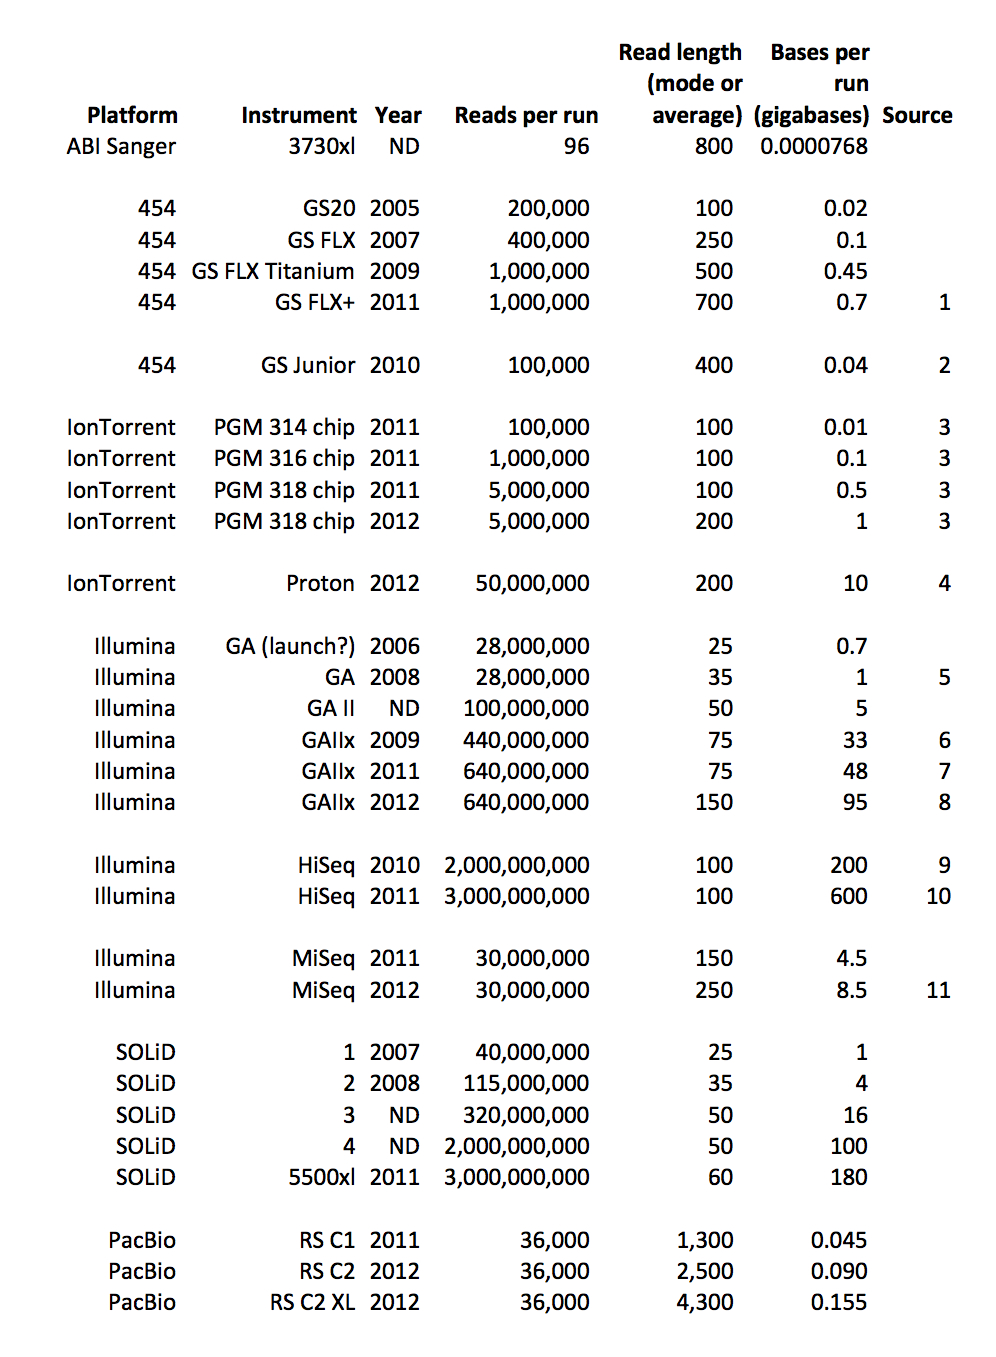 Read length Bases per
(mode or run
Platform Instrument Year Reads per run average) (gigabases) Source
ABI Sanger 3730xl ND 96 800 0.0000768
454 GS20 2005 200,000 100 0.02
454 GS FLX 2007 400,000 250 0.1
454 GS FLX Titanium 2009 1,000,000 500 0.45
454 GS FLX+ 2011 1,000,000 700 0.7 1
454 GS Junior 2010 100,000 400 0.04 2
IonTorrent PGM 314 chip 2011 100,000 100 0.01 3
IonTorrent PGM 316 chip 2011 1,000,000 100 0.1 3
IonTorrent PGM 318 chip 2011 5,000,000 100 0.5 3
IonTorrent PGM 318 chip 2012 5,000,000 200 1 3
IonTorrent Proton 2012 50,000,000 200 10 4
Illumina GA (launch?) 2006 28,000,000 25 0.7
Illumina GA 2008 28,000,000 35 1 5
Illumina GA II ND 100,000,000 50 5
Illumina GAIIx 2009 440,000,000 75 33 6
Illumina GAIIx 2011 640,000,000 75 48 7
Illumina GAIIx 2012 640,000,000 150 95 8
Illumina HiSeq 2010 2,000,000,000 100 200 9
Illumina HiSeq 2011 3,000,000,000 100 600 10
Illumina MiSeq 2011 30,000,000 150 4.5
Illumina MiSeq 2012 30,000,000 250 8.5 11
SOLiD 1 2007 40,000,000 25 1
SOLiD 2 2008 115,000,000 35 4
SOLiD 3 ND 320,000,000 50 16
SOLiD 4 ND 2,000,000,000 50 100
SOLiD 5500xl 2011 3,000,000,000 60 180
PacBio RS C1 2011 36,000 1,300 0.045
PacBio RS C2 2012 36,000 2,500 0.090
PacBio RS C2 XL 2012 36,000 4,300 0.155